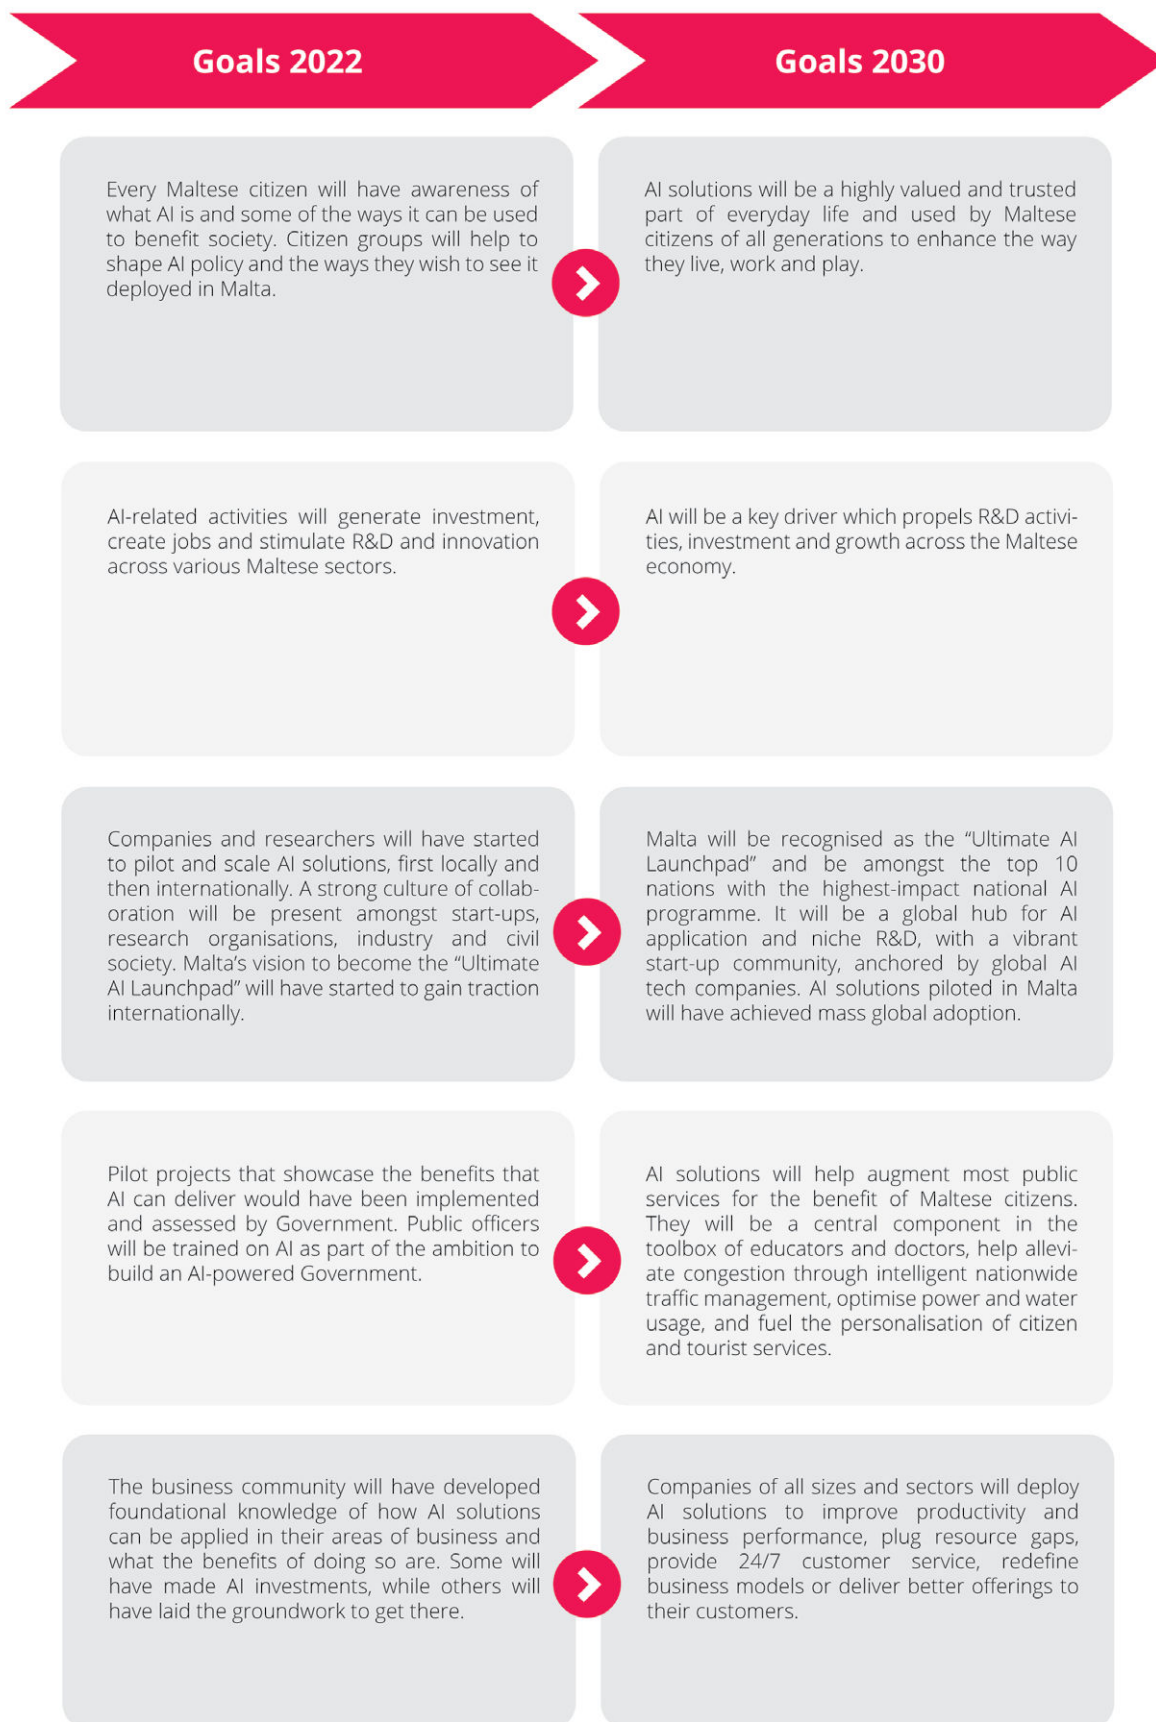 Goals 2022
Goals 2030
Every Maltese citizen will have awareness of
what AI is and some of the ways it can be used
to benefit society. Citizen groups will help to
shape AI policy and the ways they wish to see it
deployed in Malta.
AI solutions will be a highly valued and trusted
part of everyday life and used by Maltese
citizens of all generations to enhance the way
they live, work and play.
AI-related activities will generate investment,
create jobs and stimulate R&D and innovation
across various Maltese sectors.
AI will be a key driver which propels R&D activi-
ties, investment and growth across the Maltese
economy.
Companies and researchers will have started
to pilot and scale AI solutions, first locally and
then internationally. A strong culture of collab-
oration will be present amongst start-ups,
research organisations, industry and civil
society. Malta's vision to become the “Ultimate
AI Launchpad” will have started to gain traction
internationally.
Malta will be recognised as the “Ultimate AI
Launchpad” and be amongst the top 10
nations with the highest-impact national AI
programme. It will be a global hub for AI
application and niche R&D, with a vibrant
start-up community, anchored by global AI
tech companies. AI solutions piloted in Malta
will have achieved mass global adoption.
Pilot projects that showcase the benefits that
AI can deliver would have been implemented
and assessed by Government. Public officers
will be trained on AI as part of the ambition to
build an AI-powered Government.
AI solutions will help augment most public
services for the benefit of Maltese citizens.
They will be a central component in the
toolbox of educators and doctors, help allevi-
ate congestion through intelligent nationwide
traffic management, optimise power and water
usage, and fuel the personalisation of citizen
and tourist services.
The business community will have developed
foundational knowledge of how AI solutions
can be applied in their areas of business and
what the benefits of doing so are. Some will
have made AI investments, while others will
have laid the groundwork to get there.
Companies of all sizes and sectors will deploy
AI solutions to improve productivity and
business performance, plug resource gaps,
provide 24/7 customer service, redefine
business models or deliver better offerings to
their customers.